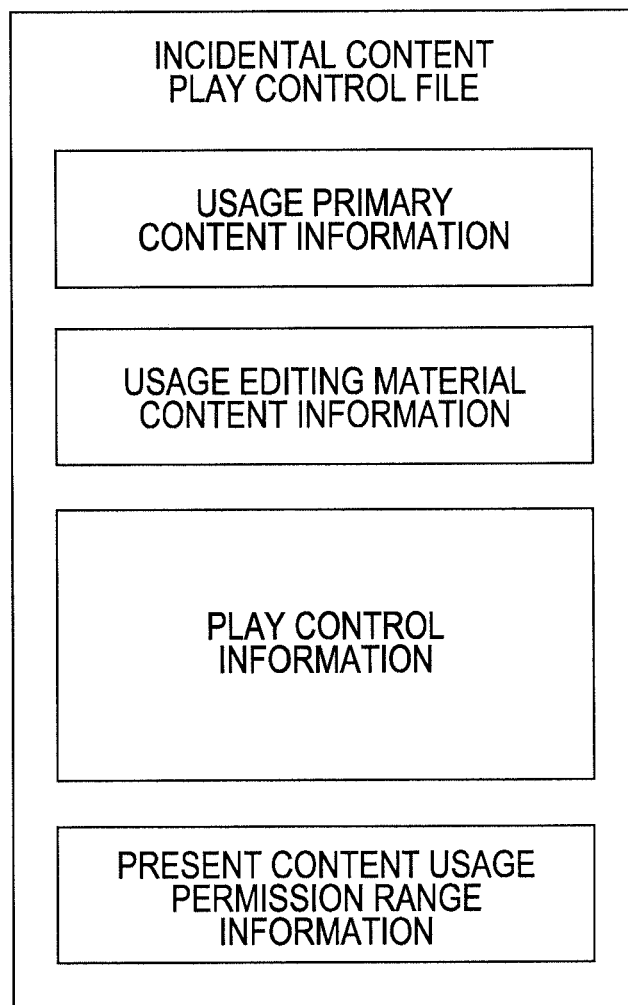 INCIDENTAL CONTENT
PLAY CONTROL FILE
USAGE PRIMARY
CONTENT INFORMATION
USAGE EDITING MATERIAL
CONTENT INFORMATION
PLAY CONTROL
INFORMATION
PRESENT CONTENT USAGE
PERMISSION RANGE
INFORMATION